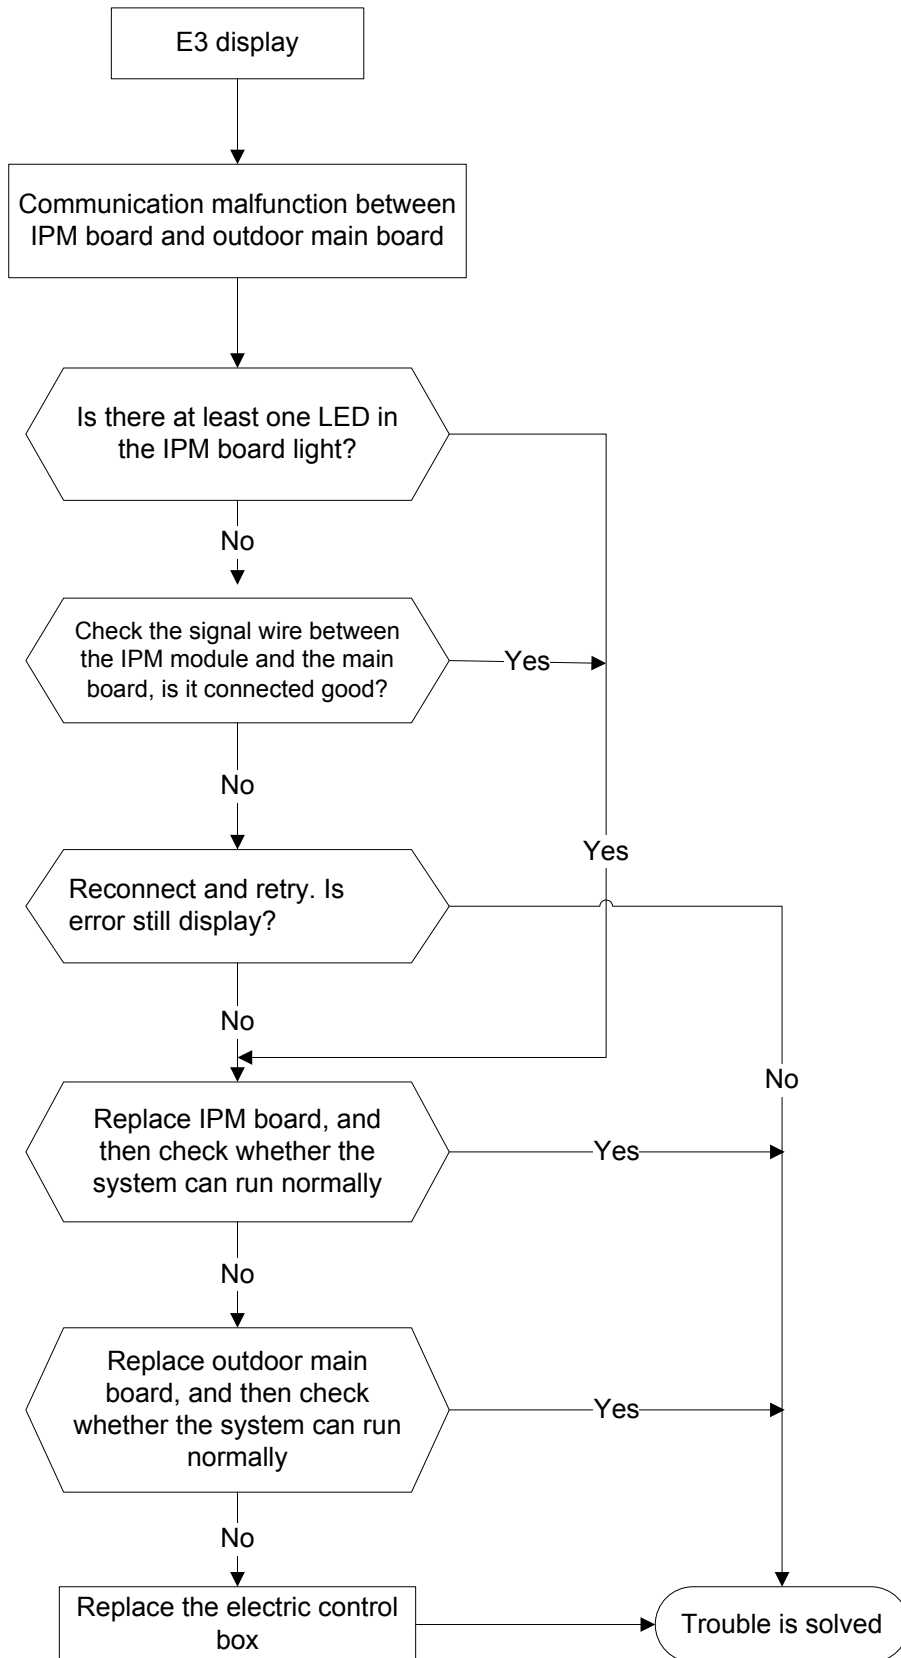 E3 display
Communication malfunction between
IPM board and outdoor main board
Is there at least one LED in
the IPM board light?
No
Check the signal wire between
the IPM module and the main
board, is it connected good?
Yes
No
Yes
Reconnect and retry. Is
error still display?
No
No
Replace IPM board, and
then check whether the
system can run normally
Yes
No
Replace outdoor main
board, and then check
whether the system can run
normally
Yes
No
Replace the electric control
box
Trouble is solved